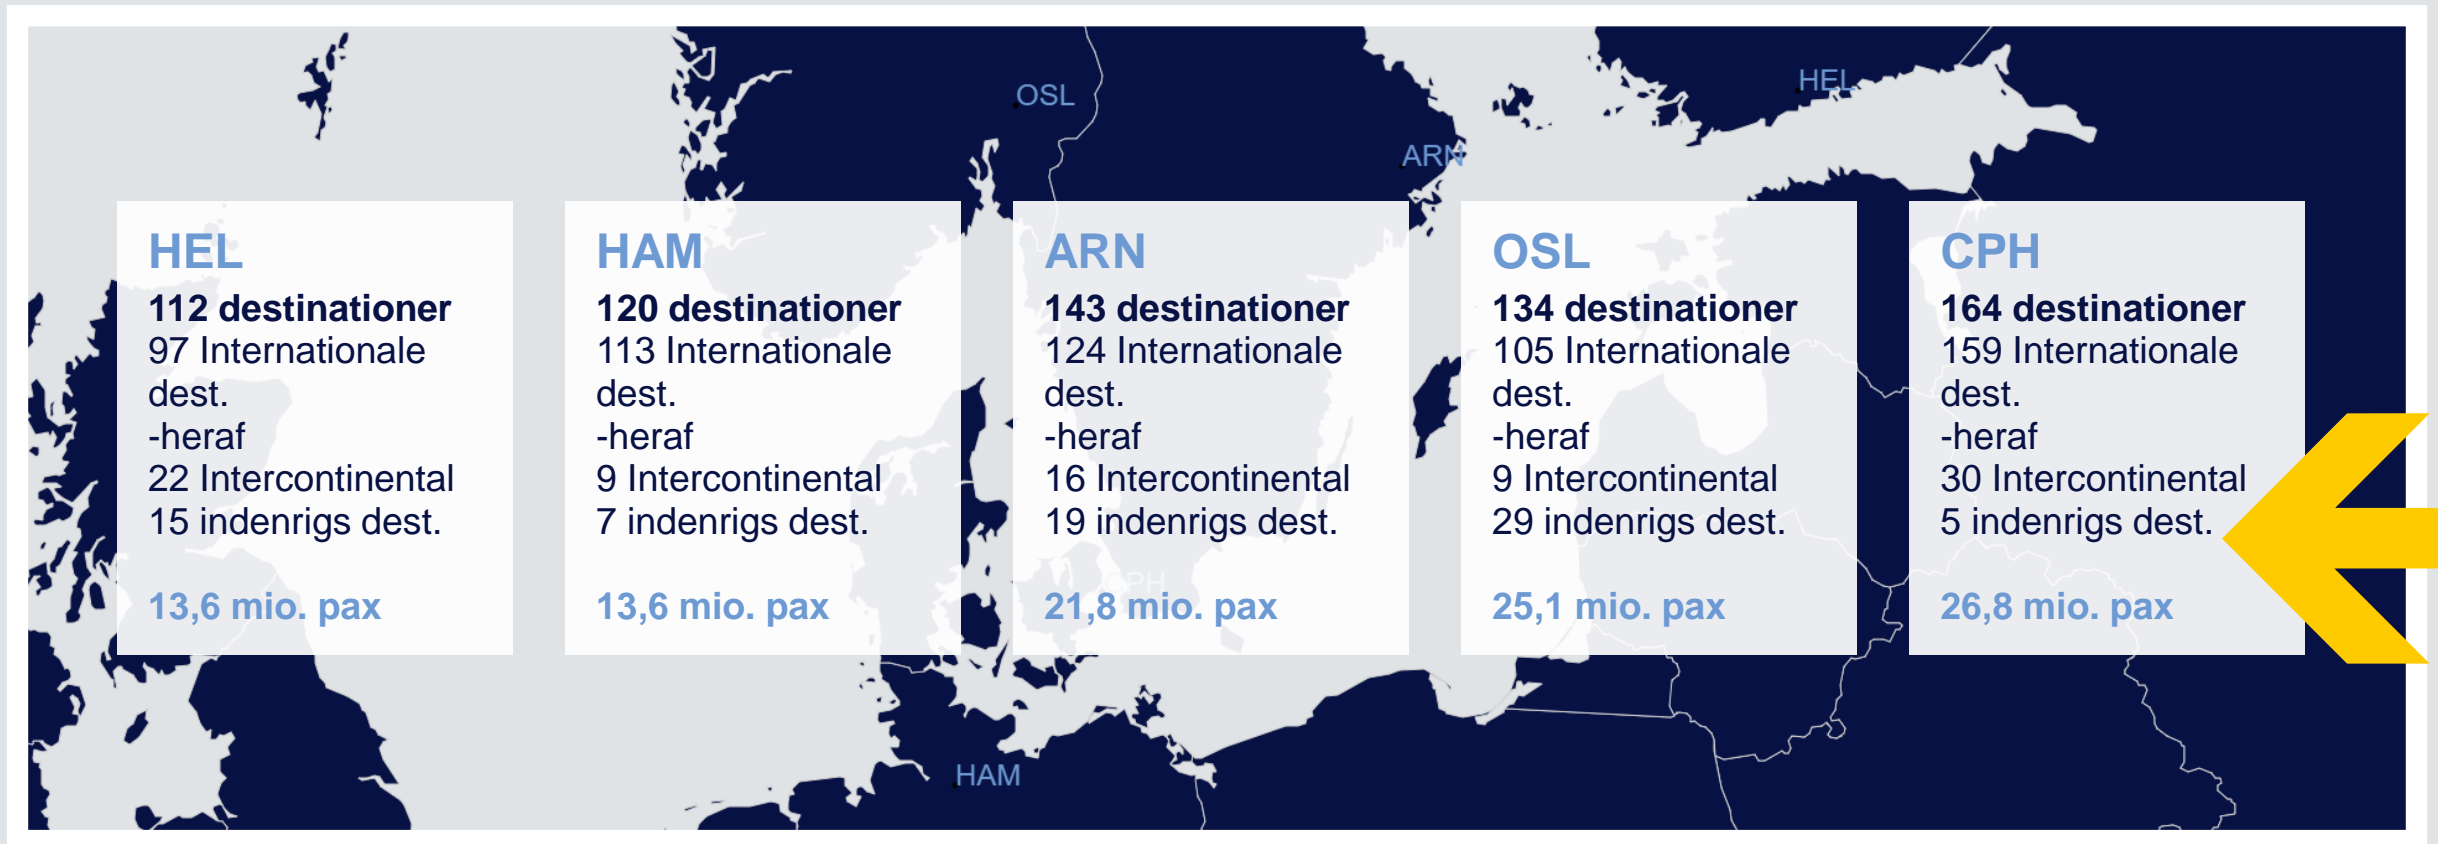 OSL
HEL
ARN
HEL
112 destinationer
97 Internationale
dest.
-heraf
22 Intercontinental
15 indenrigs dest.
13,6 mio. pax
HAM
120 destinationer
113 Internationale
dest.
-heraf
9 Intercontinental
7 indenrigs dest.
13,6 mio. pax
ARN
143 destinationer
124 Internationale
dest.
-heraf
16 Intercontinental
19 indenrigs dest.
CPH
21,8 mio. pax
OSL
134 destinationer
105 Internationale
dest.
-heraf
9 Intercontinental
29 indenrigs dest.
25,1 mio. pax
CPH
164 destinationer
159 Internationale
dest.
-heraf
30 Intercontinental
5 indenrigs dest.
26,8 mio. pax
HAM